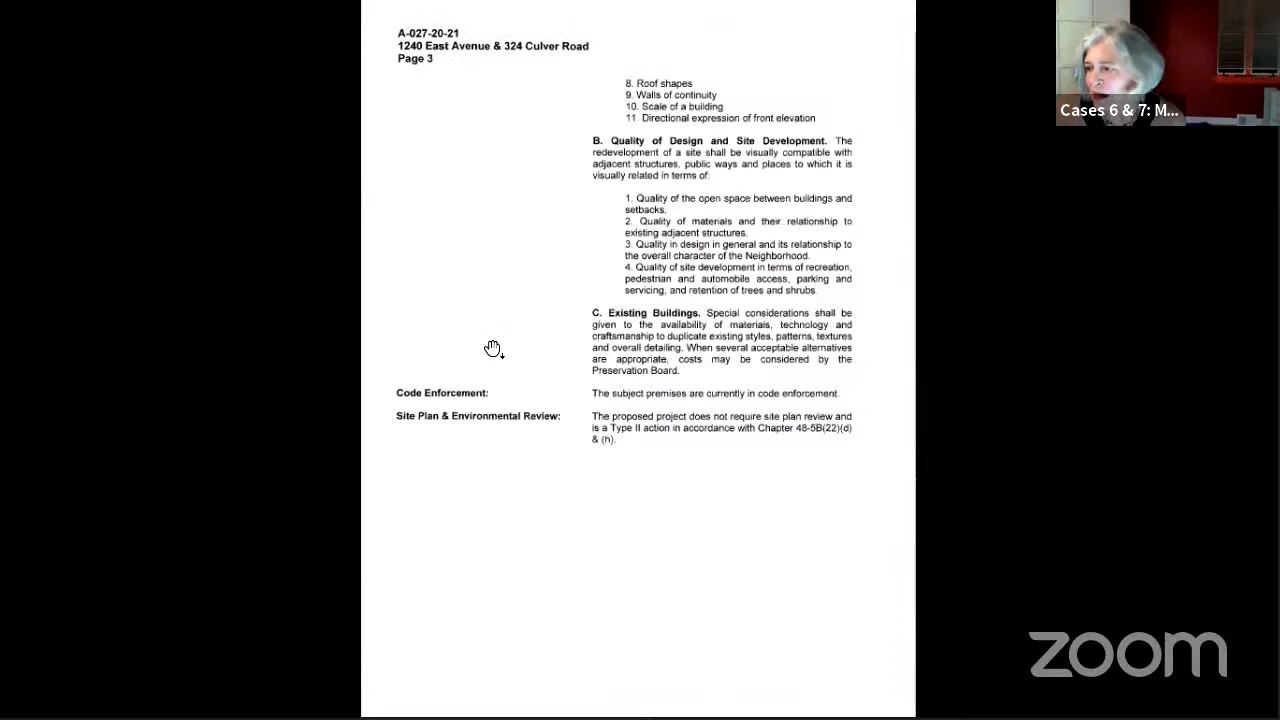 A-027-20-21
1240 East Avenue & 324 Culver Road
Page 3
8. Roof shapes
9. Walls of continuity
10. Scale of a building
11. Directional expression of front elevation
B. Quality of Design and Site Development. The
redevelopment of a site shall be visually compatible with
adjacent structures, public ways and places to which it is
visually related in terms of:
1. Quality of the open space between buildings and
setbacks.
2. Quality of materials and their relationship to
existing adjacent structures.
3. Quality in design in general and its relationship to
the overall character of the Neighborhood.
4. Quality of site development in terms of recreation,
pedestrian and automobile access, parking and
servicing, and retention of trees and shrubs.
C. Existing Buildings. Special considerations shall be
given to the availability of materials, technology and
craftsmanship to duplicate existing styles, patterns, textures
and overall detailing. When several acceptable alternatives
are appropriate, costs may be considered by the
Preservation Board.
Code Enforcement: The subject premises are currently in code enforcement.
Site Plan & Environmental Review: The proposed project does not require site plan review and
is a Type II action in accordance with Chapter 48-5B(22)(d)
& (h).
Cases 6 & 7: M...
zoom